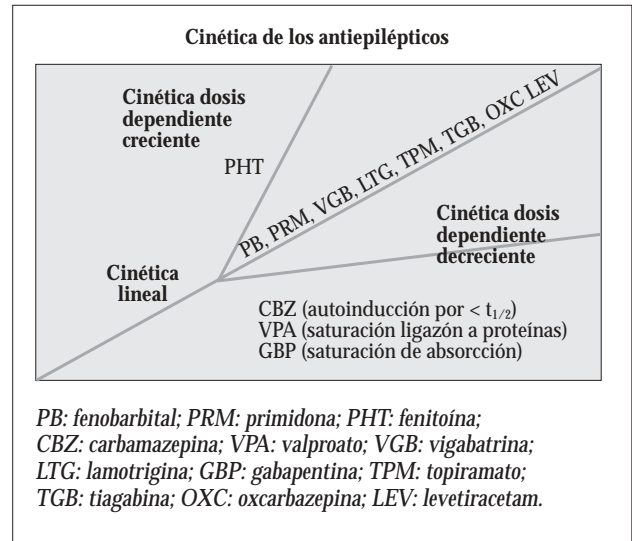 Cinética de los antiepilépticos
Cinética dosis
dependiente
creciente
PHT
PB, PRM, VGB, LTG, TPM, TGB, OXC LEV
Cinética dosis
dependiente
decreciente
Cinética
lineal
CBZ (autoinducción por < t1/2)
VPA (saturación ligazón a proteínas)
GBP (saturación de absorcción)
PB: fenobarbital; PRM: primidona; PHT: fenitoína;
CBZ: carbamazepina; VPA: valproato; VGB: vigabatrina;
LTG: lamotrigina; GBP: gabapentina; TPM: topiramato;
TGB: tiagabina; OXC: oxcarbazepina; LEV: levetiracetam.